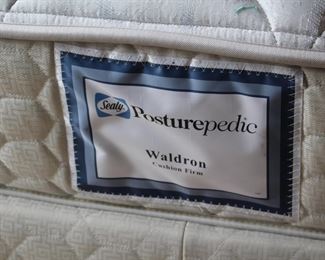 Sealy Posturepedic
Waldron
Cushion Firm